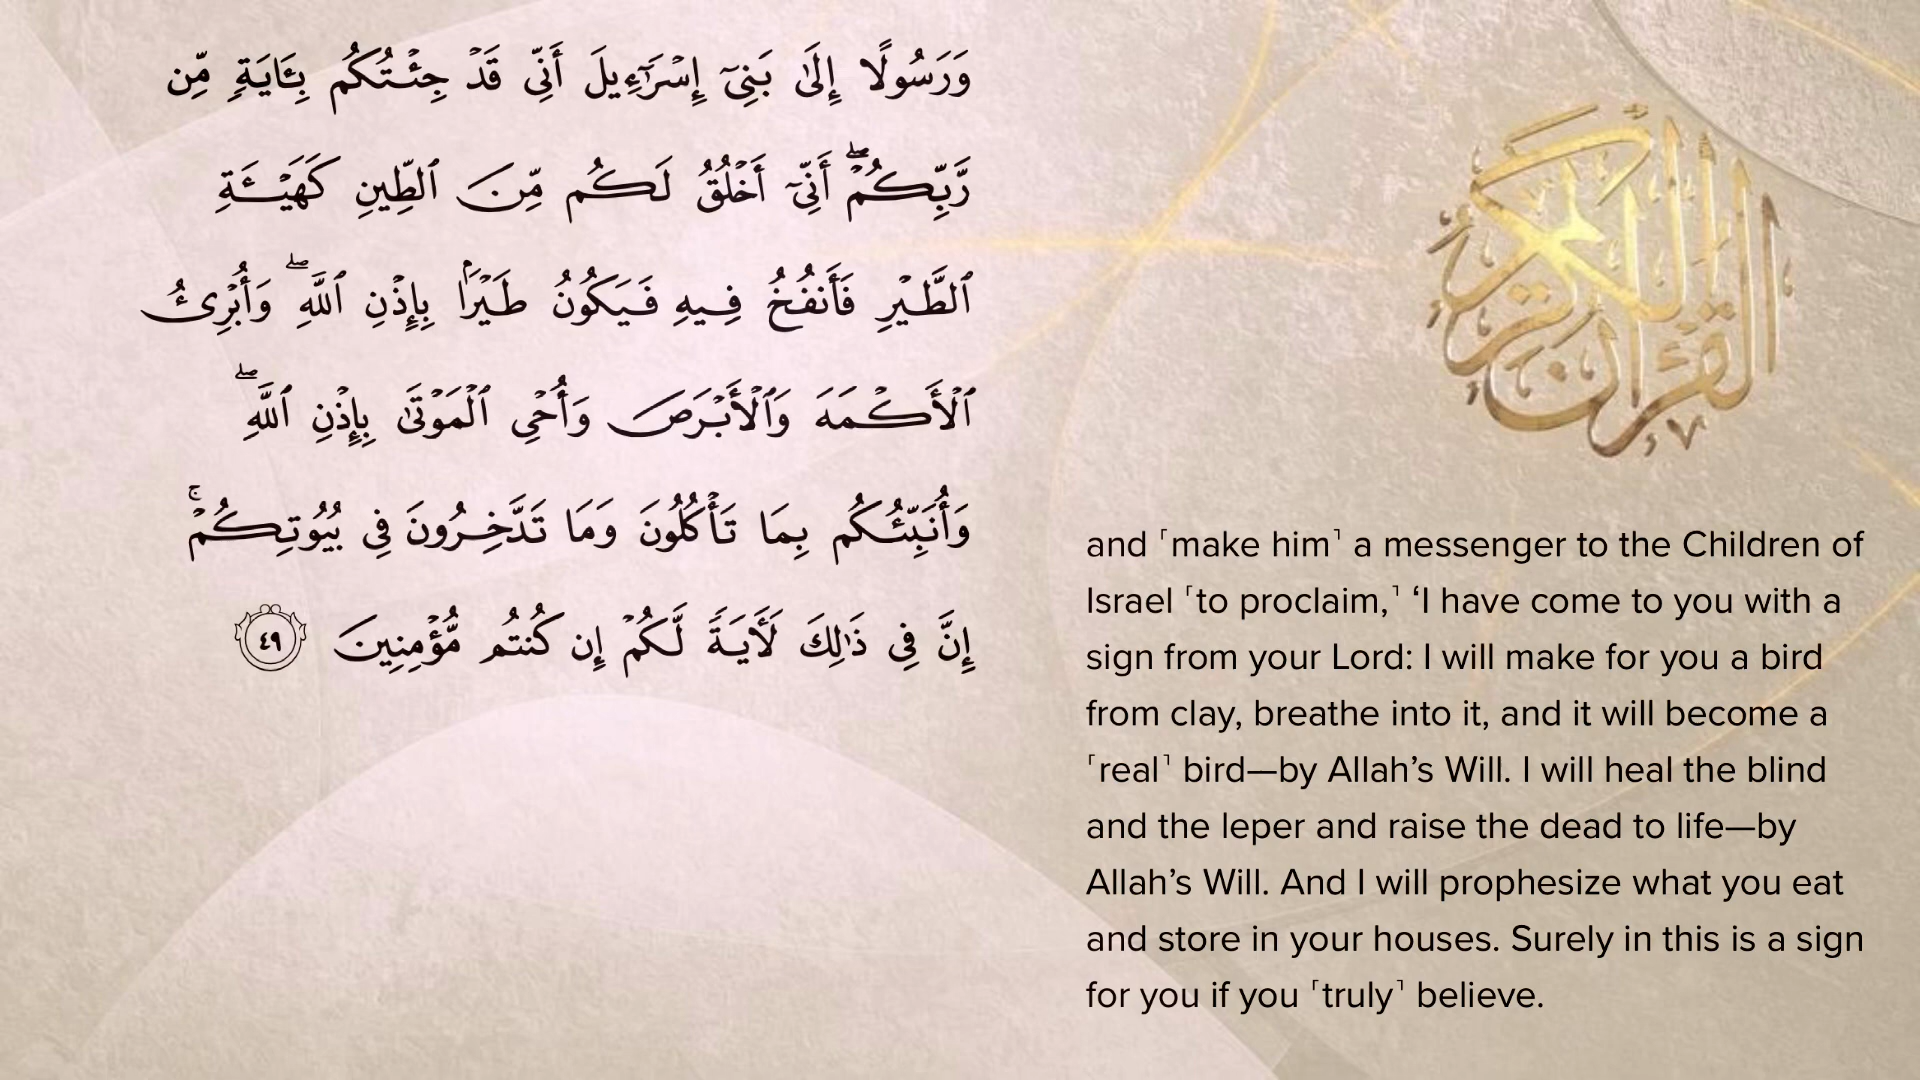 وَرَسُولًا إِلَىٰ بَنِىٓ إِسْرَٰٓءِيلَ أَنِّى قَدْ جِئْتُكُم بِـَٔايَةٍ مِّن
رَّبِّكُمْ ۖ أَنِّىٓ أَخْلُقُ لَكُم مِّنَ ٱلطِّينِ كَهَيْـَٔةِ
ٱلطَّيْرِ فَأَنفُخُ فِيهِ فَيَكُونُ طَيْرًۢا بِإِذْنِ ٱللَّهِ ۖ وَأُبْرِئُ
ٱلْأَكْمَهَ وَٱلْأَبْرَصَ وَأُحْىِ ٱلْمَوْتَىٰ بِإِذْنِ ٱللَّهِ ۖ
وَأُنَبِّئُكُم بِمَا تَأْكُلُونَ وَمَا تَدَّخِرُونَ فِى بُيُوتِكُمْ ۚ
إِنَّ فِى ذَٰلِكَ لَـَٔايَةً لَّكُمْ إِن كُنتُم مُّؤْمِنِينَ ٤٩
القرآن الكريم
and ˹make him˺ a messenger to the Children of
Israel ˹to proclaim,˺ ‘I have come to you with a
sign from your Lord: I will make for you a bird
from clay, breathe into it, and it will become a
˹real˺ bird—by Allah’s Will. I will heal the blind
and the leper and raise the dead to life—by
Allah’s Will. And I will prophesize what you eat
and store in your houses. Surely in this is a sign
for you if you ˹truly˺ believe.